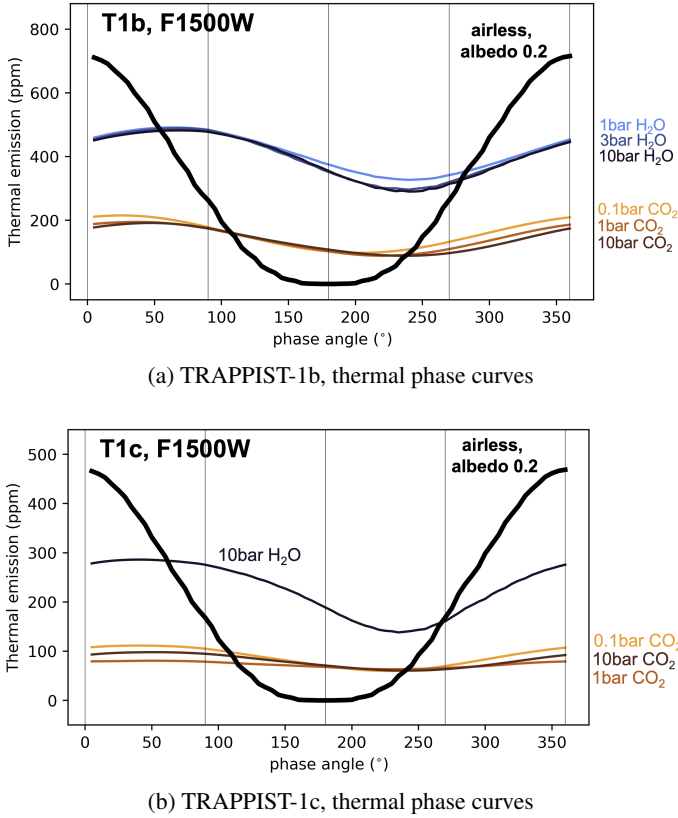 T1b, F1500W
airless,
albedo 0.2
800
600
400
200
0
Thermal emission (ppm)
1bar H₂O
3bar H₂O
10bar H₂O
0.1bar CO₂
1bar CO₂
10bar CO₂
0 50 100 150 200 250 300 350
phase angle (°)
(a) TRAPPIST-1b, thermal phase curves
T1c, F1500W
airless,
albedo 0.2
500
400
300
200
100
0
Thermal emission (ppm)
10bar H₂O
0.1bar CO₂
10bar CO₂
1bar CO₂
0 50 100 150 200 250 300 350
phase angle (°)
(b) TRAPPIST-1c, thermal phase curves